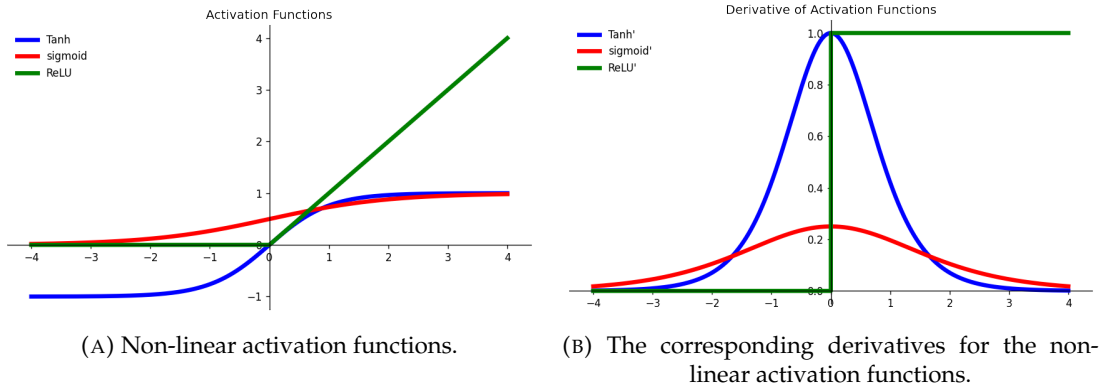 Activation Functions
Tanh
sigmoid
ReLU
4
3
2
1
0
−1
−4 −3 −2 −1 0 1 2 3 4
(A) Non-linear activation functions.
Derivative of Activation Functions
Tanh'
sigmoid'
ReLU'
1.0
0.8
0.6
0.4
0.2
0.0
−4 −3 −2 −1 0 1 2 3 4
(B) The corresponding derivatives for the non-
linear activation functions.